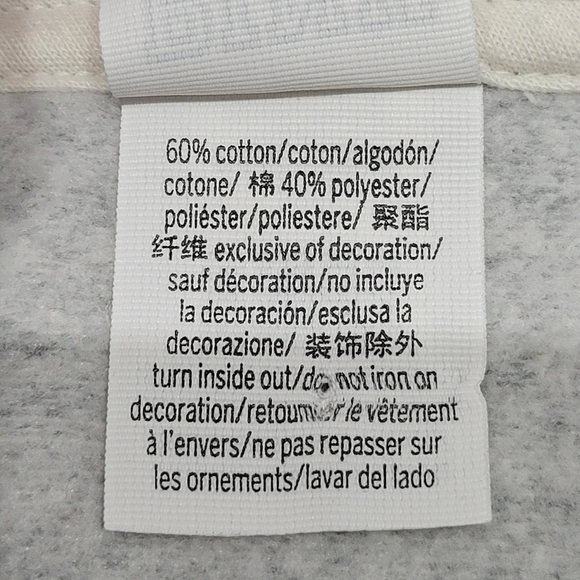 60% cotton/coton/algodón/
cotone/ 棉 40% polyester/
poliéster/poliestere/ 聚酯
纤维 exclusive of decoration/
sauf décoration/no incluye
la decoración/esclusa la
decorazione/ 装饰除外
turn inside out/do not iron on
decoration/retourner le vêtement
à l'envers/ne pas repasser sur
les ornements/lavar del lado